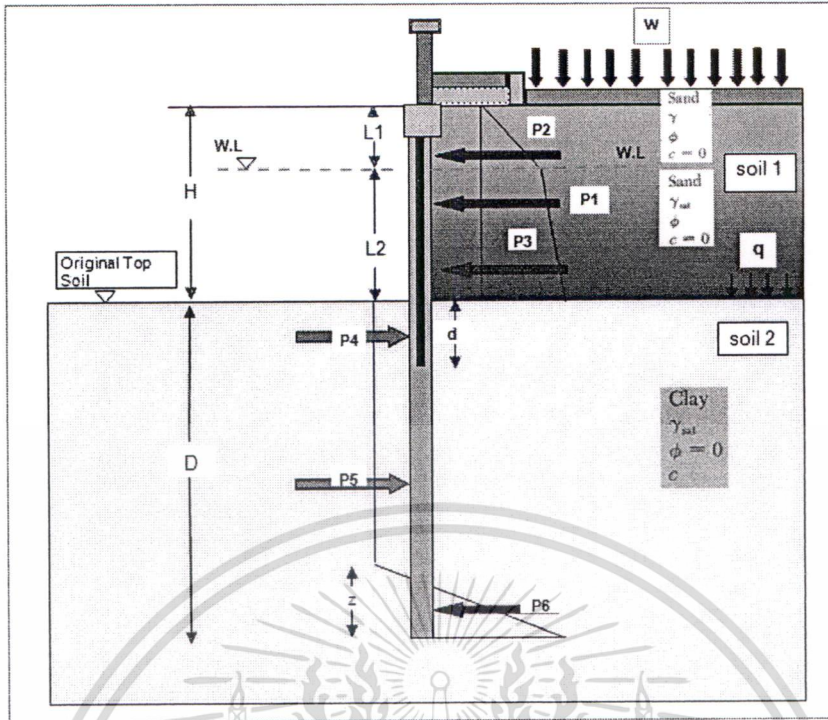 w
Sand
γ
ϕ
c = 0
L1
P2
W.L
W.L
soil 1
Sand
γsat
ϕ
c = 0
H
P1
L2
P3
q
Original Top
Soil
P4
d
soil 2
Clay
γsat
ϕ = 0
c
D
P5
z
P6